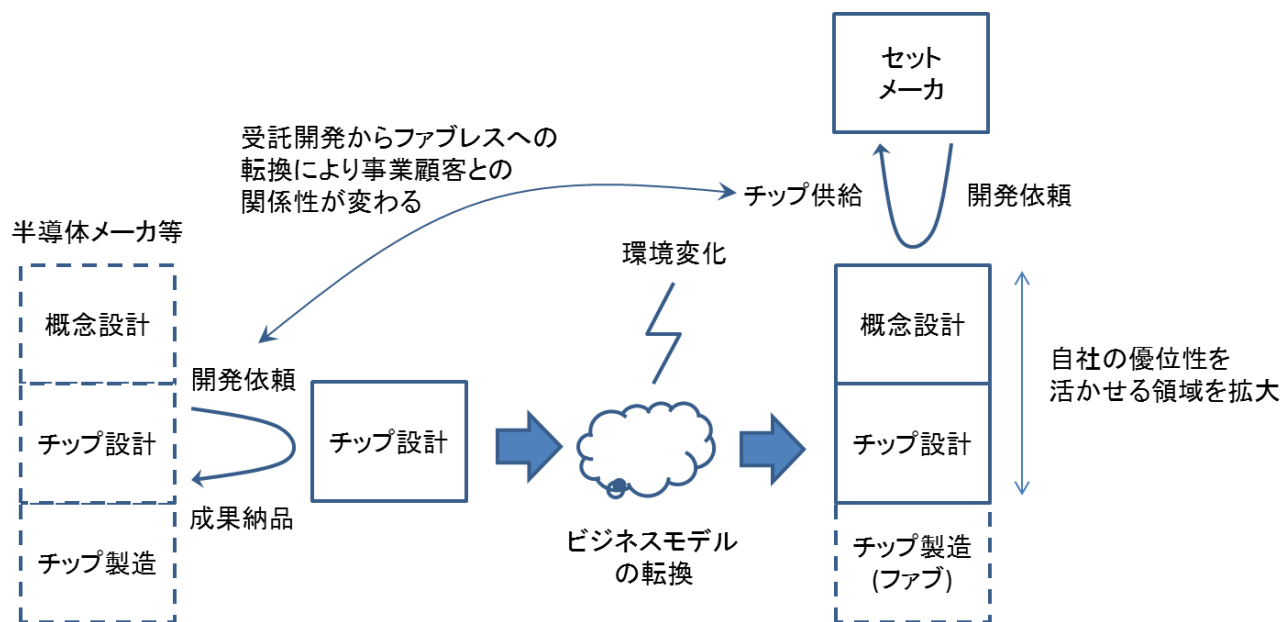 セット
メーカ
受託開発からファブレスへの
転換により事業顧客との
関係性が変わる
チップ供給
開発依頼
半導体メーカ等
環境変化
概念設計
開発依頼
チップ設計
成果納品
チップ製造
チップ設計
ビジネスモデル
の転換
概念設計
チップ設計
チップ製造
(ファブ)
自社の優位性を
活かせる領域を拡大